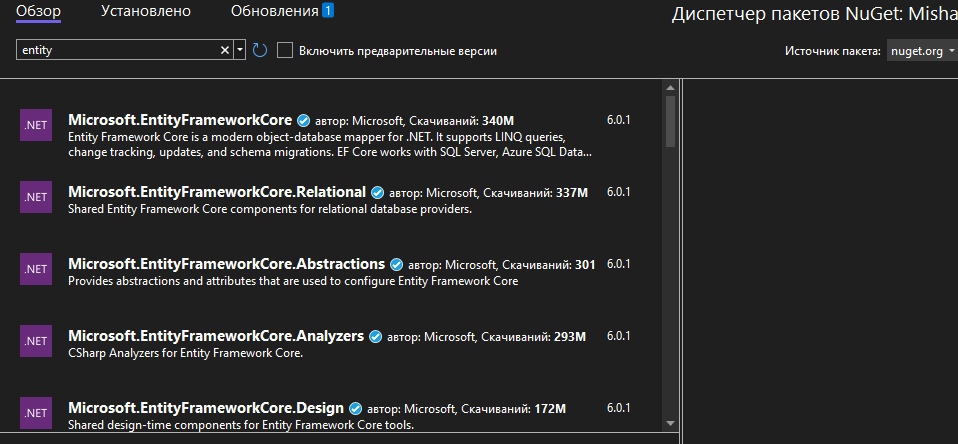 Обзор Установлено Обновления 1 Диспетчер пакетов NuGet: Misha
entity Включить предварительные версии Источник пакета: nuget.org
.NET Microsoft.EntityFrameworkCore автор: Microsoft, Скачиваний: 340M 6.0.1
Entity Framework Core is a modern object-database mapper for .NET. It supports LINQ queries,
change tracking, updates, and schema migrations. EF Core works with SQL Server, Azure SQL Data...
.NET Microsoft.EntityFrameworkCore.Relational автор: Microsoft, Скачиваний: 337M 6.0.1
Shared Entity Framework Core components for relational database providers.
.NET Microsoft.EntityFrameworkCore.Abstractions автор: Microsoft, Скачиваний: 301 6.0.1
Provides abstractions and attributes that are used to configure Entity Framework Core
.NET Microsoft.EntityFrameworkCore.Analyzers автор: Microsoft, Скачиваний: 293M 6.0.1
CSharp Analyzers for Entity Framework Core.
.NET Microsoft.EntityFrameworkCore.Design автор: Microsoft, Скачиваний: 172M 6.0.1
Shared design-time components for Entity Framework Core tools.